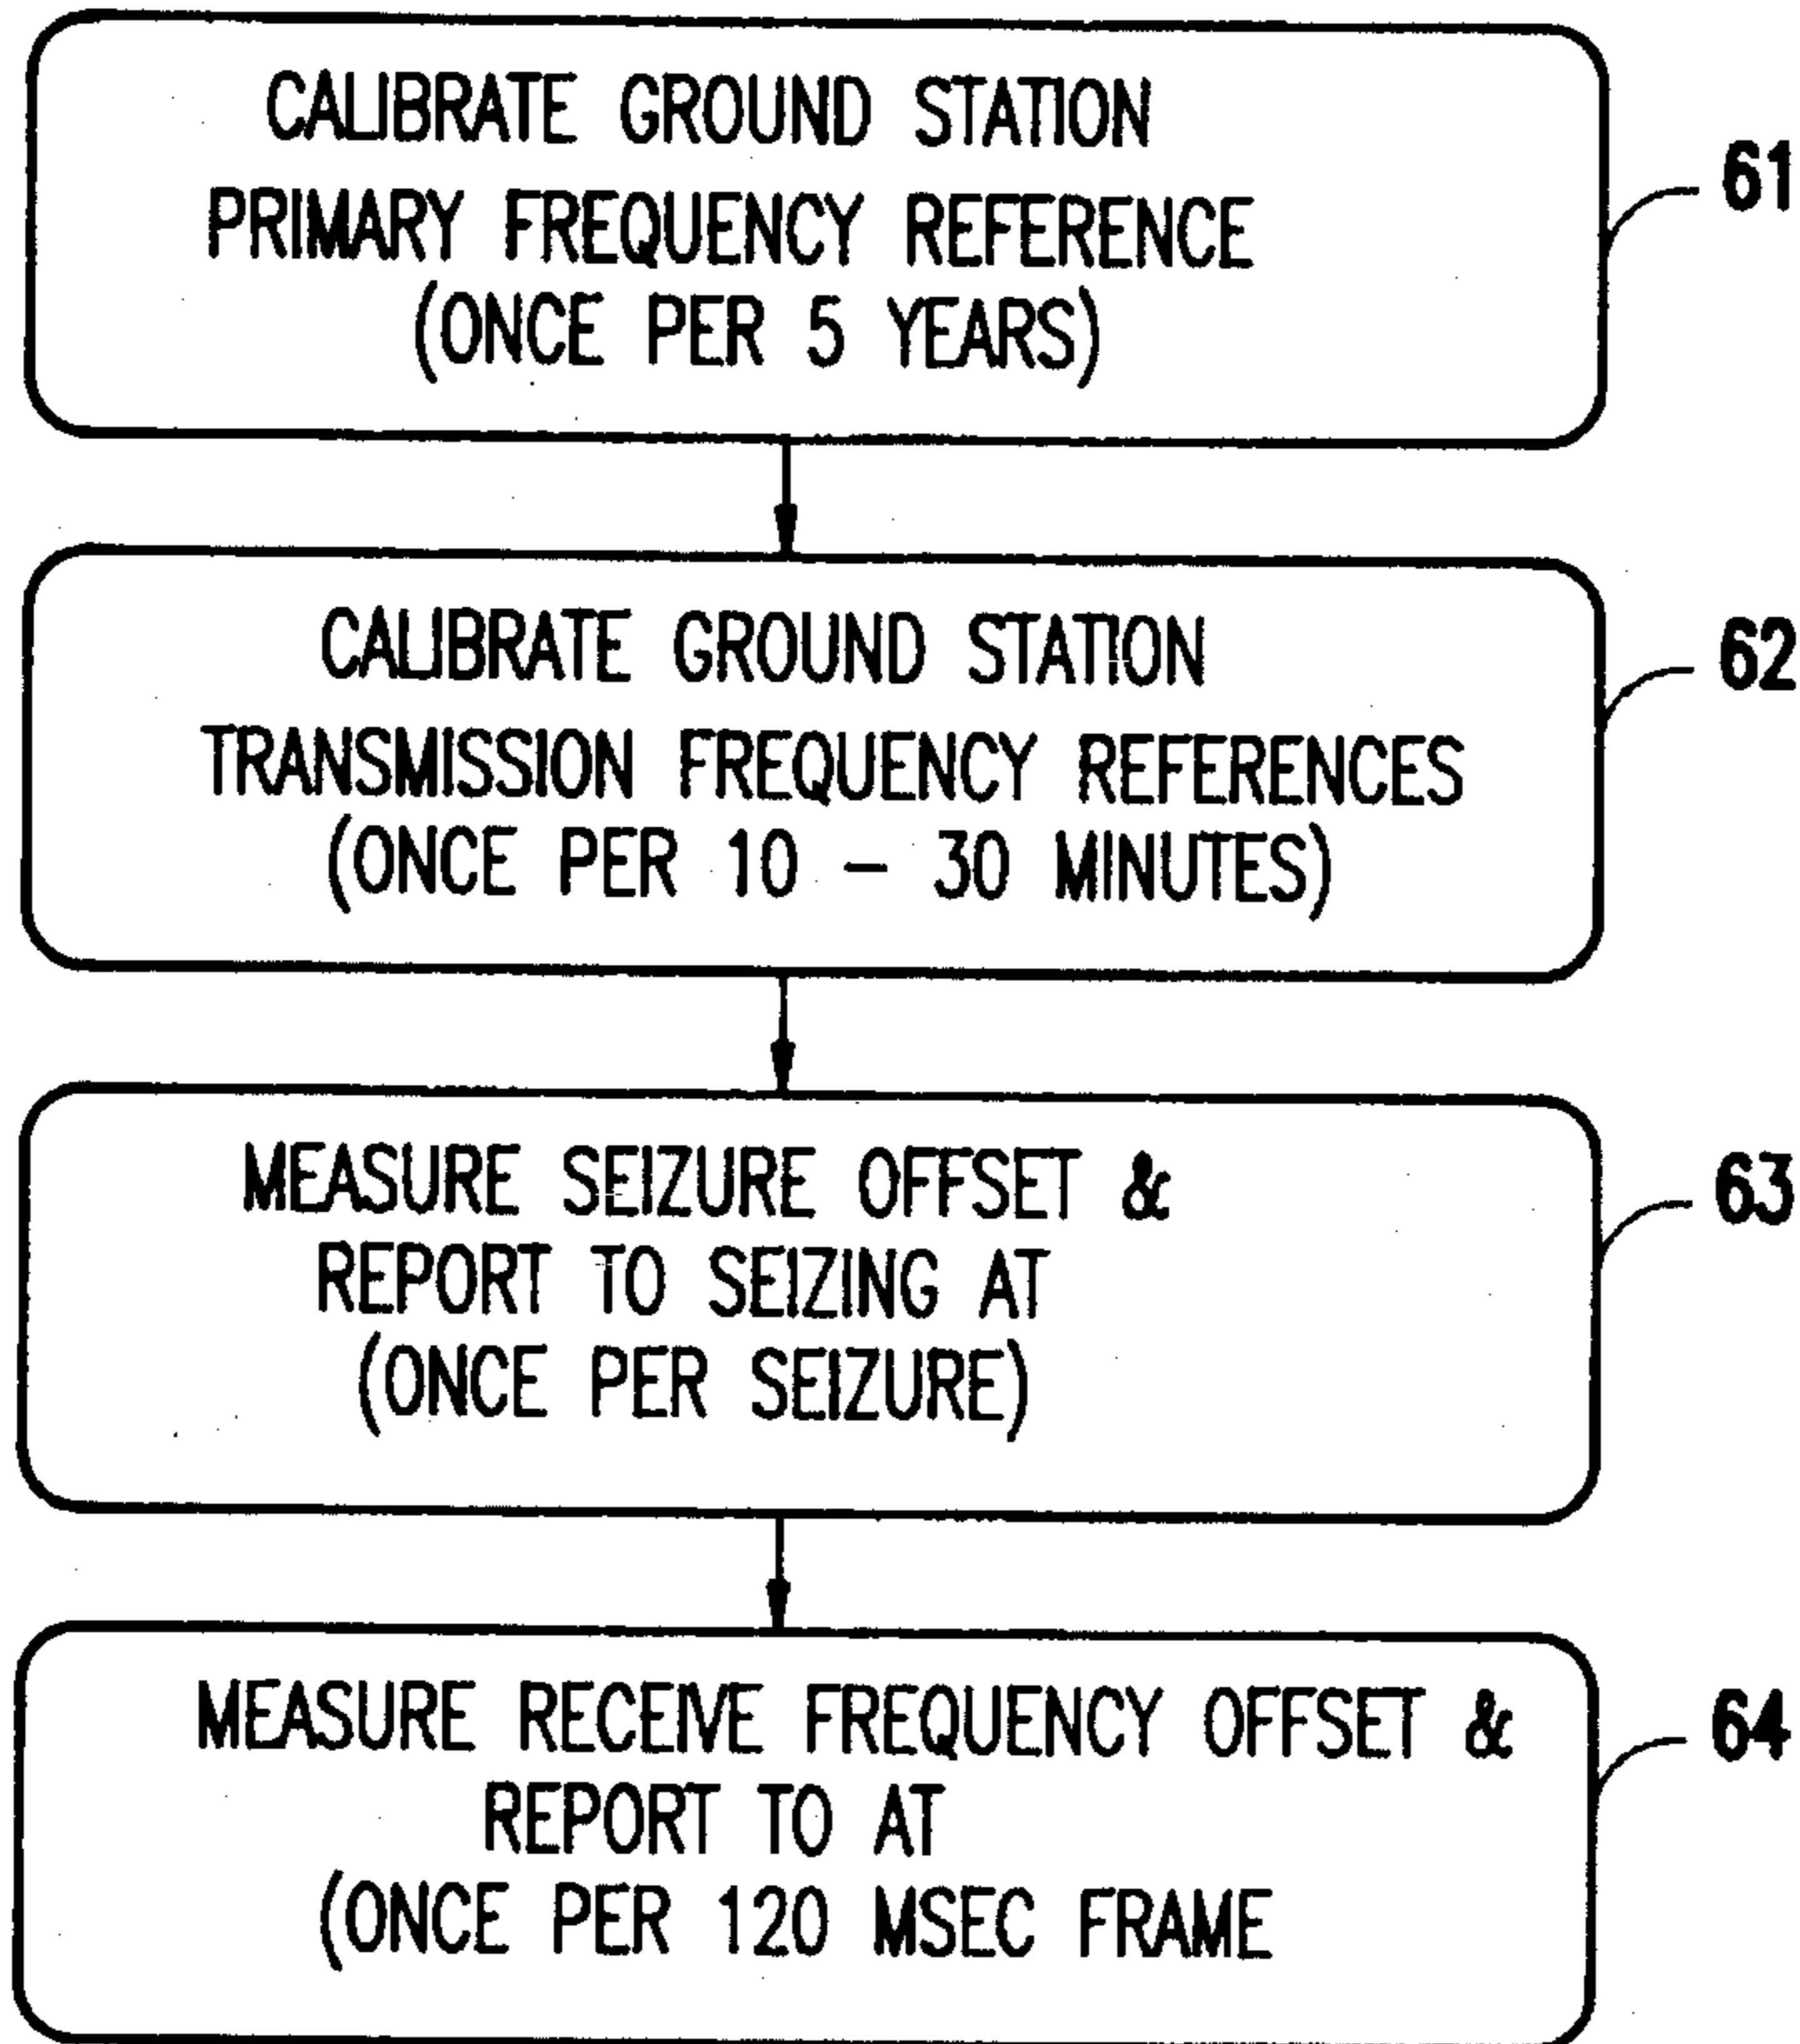 CALIBRATE GROUND STATION
PRIMARY FREQUENCY REFERENCE
(ONCE PER 5 YEARS)
61
CALIBRATE GROUND STATION
TRANSMISSION FREQUENCY REFERENCES
(ONCE PER 10 – 30 MINUTES)
62
MEASURE SEIZURE OFFSET &
REPORT TO SEIZING AT
(ONCE PER SEIZURE)
63
MEASURE RECEIVE FREQUENCY OFFSET &
REPORT TO AT
(ONCE PER 120 MSEC FRAME
64